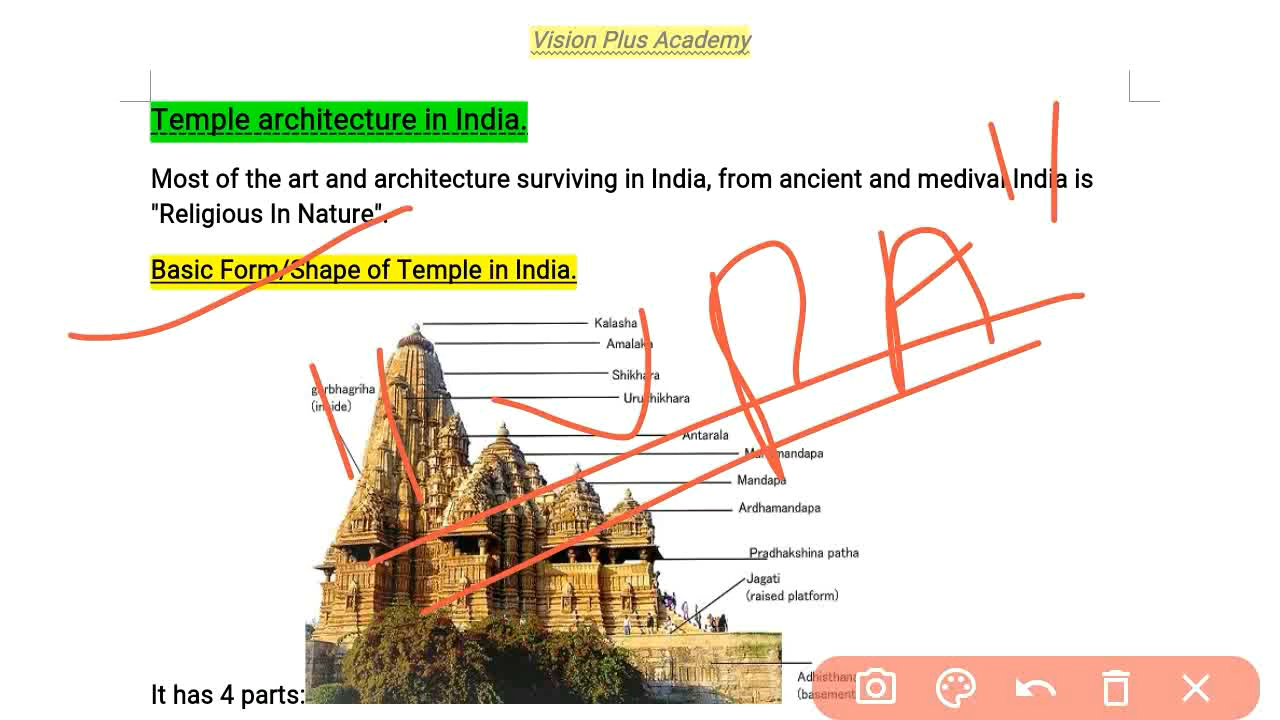 Vision Plus Academy
Temple architecture in India.
Most of the art and architecture surviving in India, from ancient and medival India is
"Religious In Nature".
Basic Form/Shape of Temple in India.
Kalasha
Amalaka
Shikhara
garbhagriha
(inside)
Urushikhara
Antarala
Mandapa
Ardhamandapa
Pradhakshina patha
Jagati
(raised platform)
(basement
It has 4 parts: